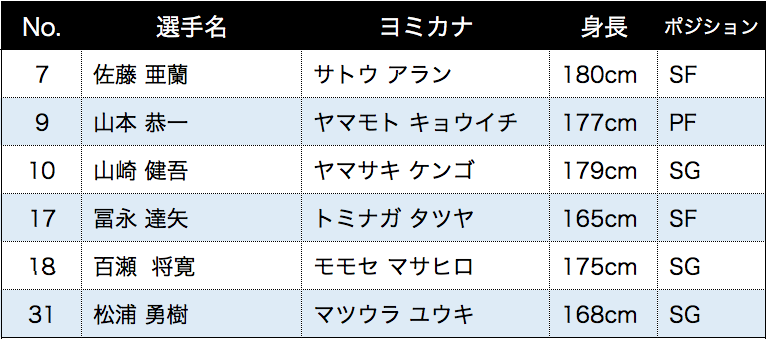 No. 選手名 ヨミカナ 身長 ポジション
7 佐藤 亜蘭 サトウ アラン 180cm SF
9 山本 恭一 ヤマモト キョウイチ 177cm PF
10 山崎 健吾 ヤマサキ ケンゴ 179cm SG
17 冨永 達矢 トミナガ タツヤ 165cm SF
18 百瀬 将寛 モモセ マサヒロ 175cm SG
31 松浦 勇樹 マツウラ ユウキ 168cm SG